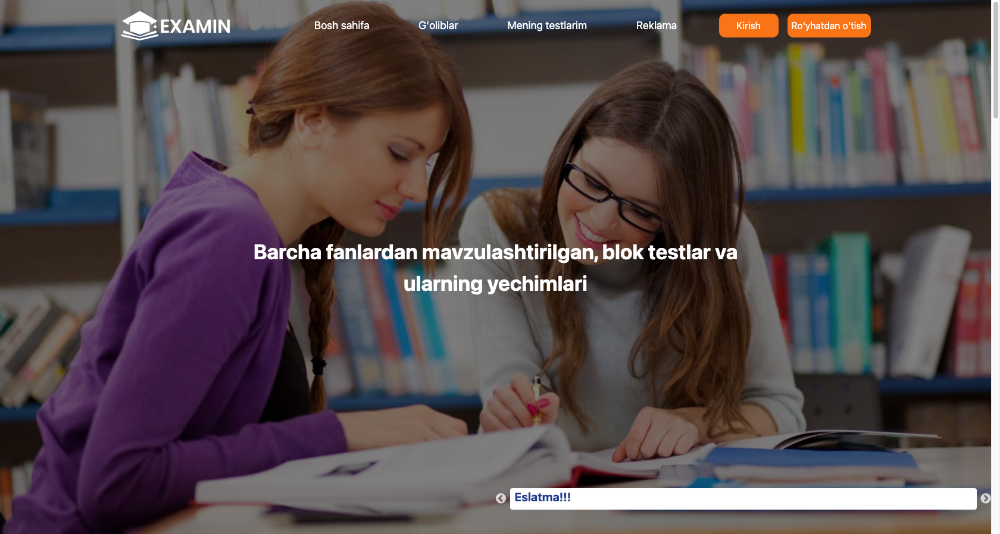 EXAMIN
Bosh sahifa
G'oliblar
Mening testlarim
Reklama
Kirish
Ro'yhatdan o'tish
Barcha fanlardan mavzulashtirilgan, blok testlar va
ularning yechimlari
Eslatma!!!